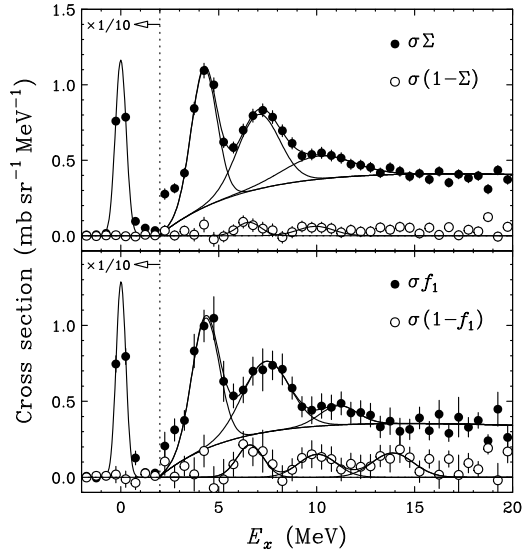 ×1/10
σΣ
σ(1−Σ)
1.5
1.0
0.5
0.0
×1/10
σf₁
σ(1−f₁)
1.0
0.5
0.0
0 5 10 15 20
Cross section (mb sr⁻¹ MeV⁻¹)
Eₓ (MeV)